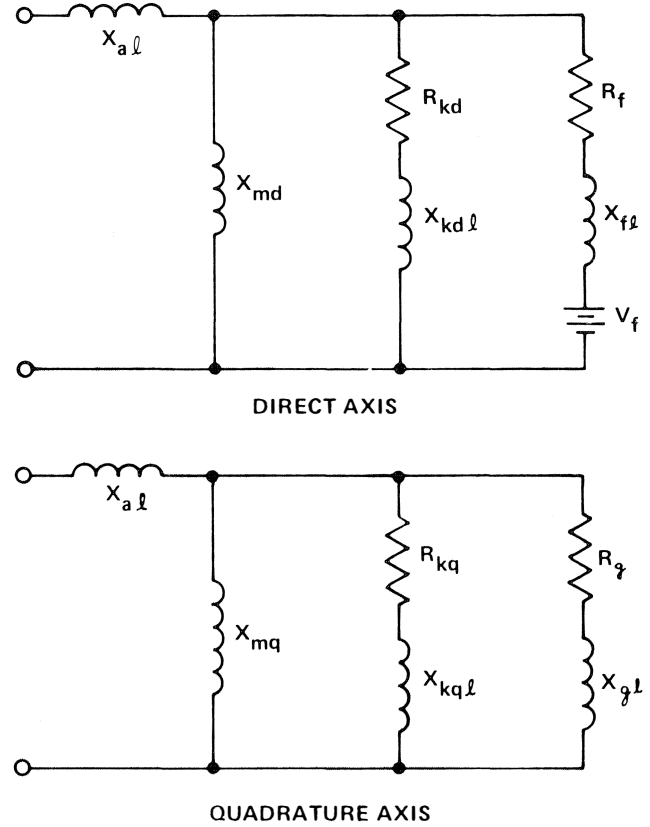 X_aℓ
X_md
R_kd
X_kdℓ
R_f
X_fℓ
V_f
DIRECT AXIS
X_aℓ
X_mq
R_kq
X_kqℓ
R_g
X_gℓ
QUADRATURE AXIS